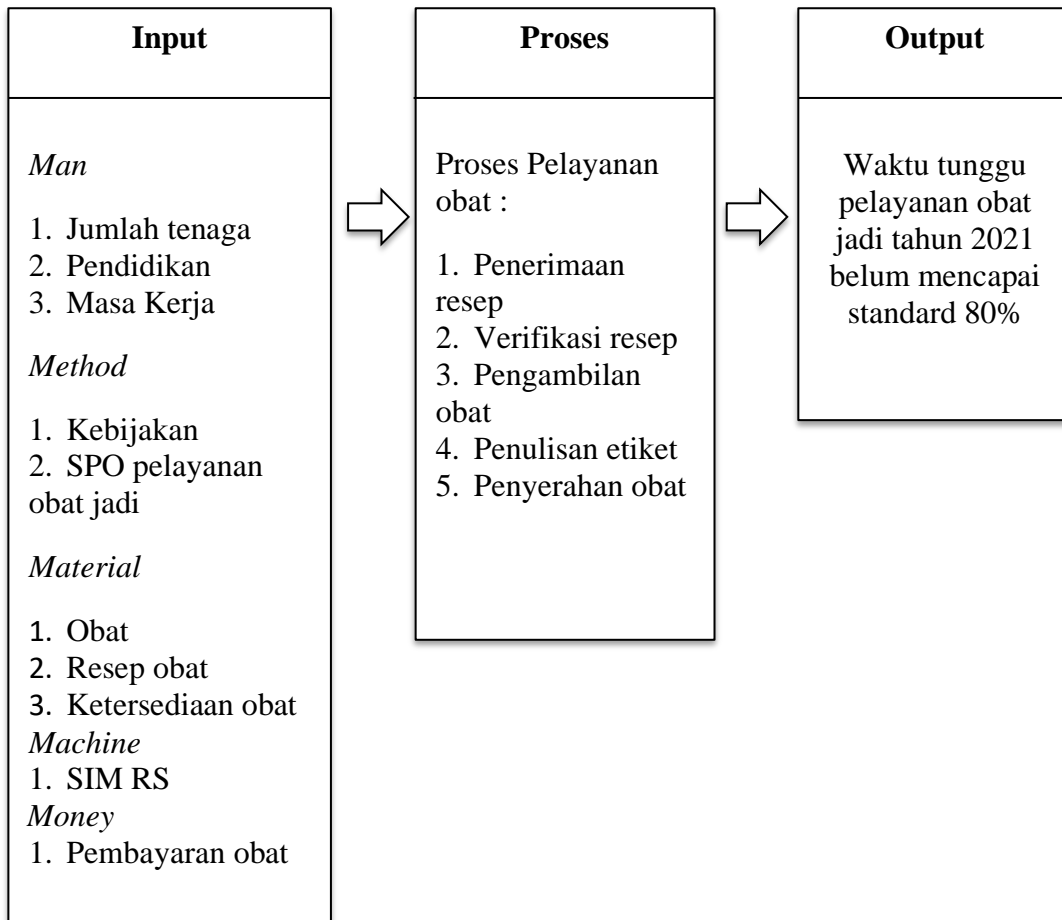 Input
Man
1. Jumlah tenaga
2. Pendidikan
3. Masa Kerja
Method
1. Kebijakan
2. SPO pelayanan
obat jadi
Material
1. Obat
2. Resep obat
3. Ketersediaan obat
Machine
1. SIM RS
Money
1. Pembayaran obat
Proses
Proses Pelayanan
obat :
1. Penerimaan
resep
2. Verifikasi resep
3. Pengambilan
obat
4. Penulisan etiket
5. Penyerahan obat
Output
Waktu tunggu
pelayanan obat
jadi tahun 2021
belum mencapai
standard 80%